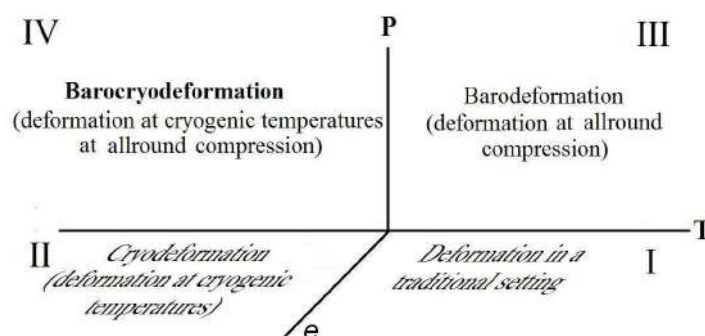 IV
P
III
Barocryodeformation
(deformation at cryogenic temperatures
at allround compression)
Barodeformation
(deformation at allround
compression)
T
II
Cryodeformation
(deformation at cryogenic
temperatures)
Deformation in a
traditional setting
I
e